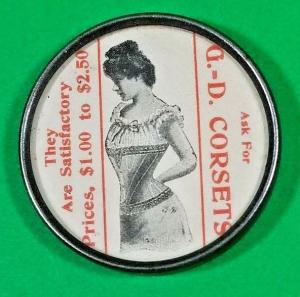 Ask For
G.-D. CORSETS
They
Are Satisfactory
Prices, $1.00 to $2.50